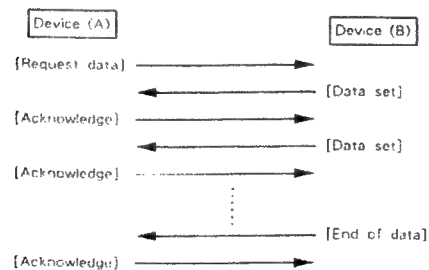 Device (A)
Device (B)
[Request data]
[Data set]
[Acknowledge]
[Data set]
[Acknowledge]
[End of data]
[Acknowledge]